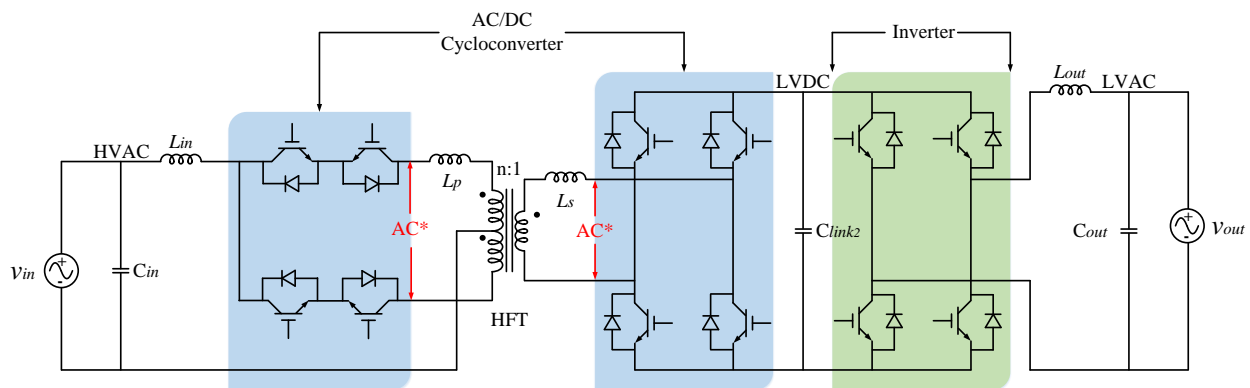 AC/DC
Cycloconverter
Inverter
LVDC
Lout
LVAC
HVAC
Lin
n:1
Lp
Ls
AC*
AC*
vin
Cin
Clink2
Cout
vout
HFT
+
-
+
-